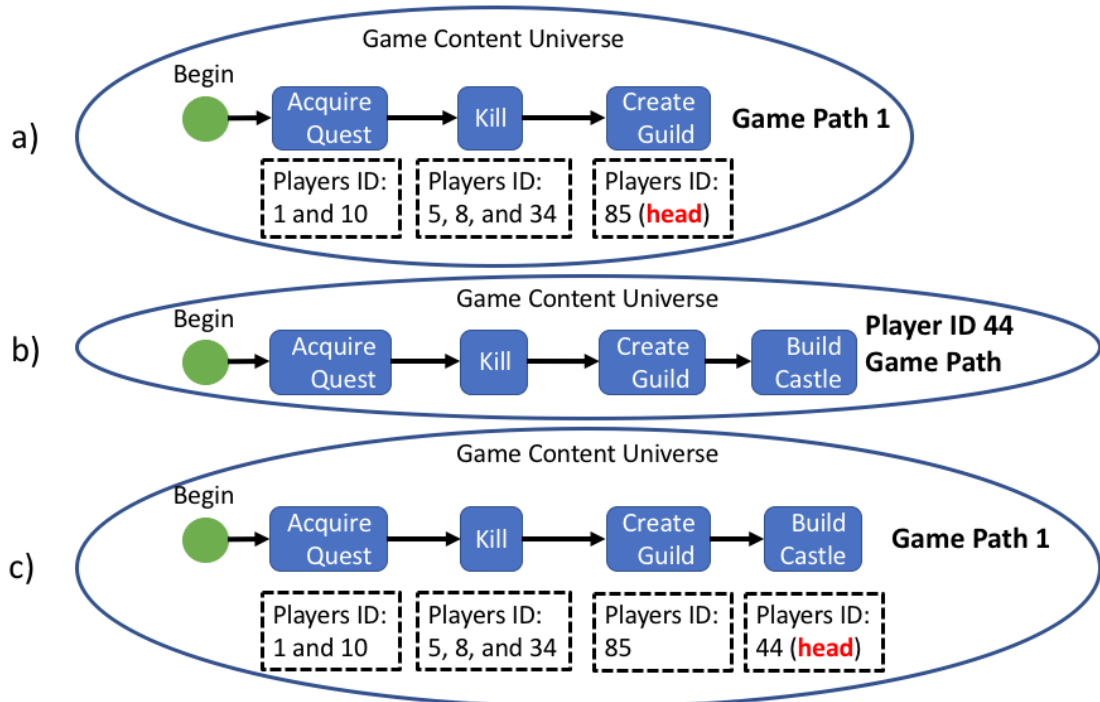 Game Content Universe
Begin
a)
Acquire
Quest
Kill
Create
Guild
Game Path 1
Players ID:
1 and 10
Players ID:
5, 8, and 34
Players ID:
85 (head)
Game Content Universe
Begin
b)
Acquire
Quest
Kill
Create
Guild
Build
Castle
Player ID 44
Game Path
Game Content Universe
Begin
c)
Acquire
Quest
Kill
Create
Guild
Build
Castle
Game Path 1
Players ID:
1 and 10
Players ID:
5, 8, and 34
Players ID:
85
Players ID:
44 (head)